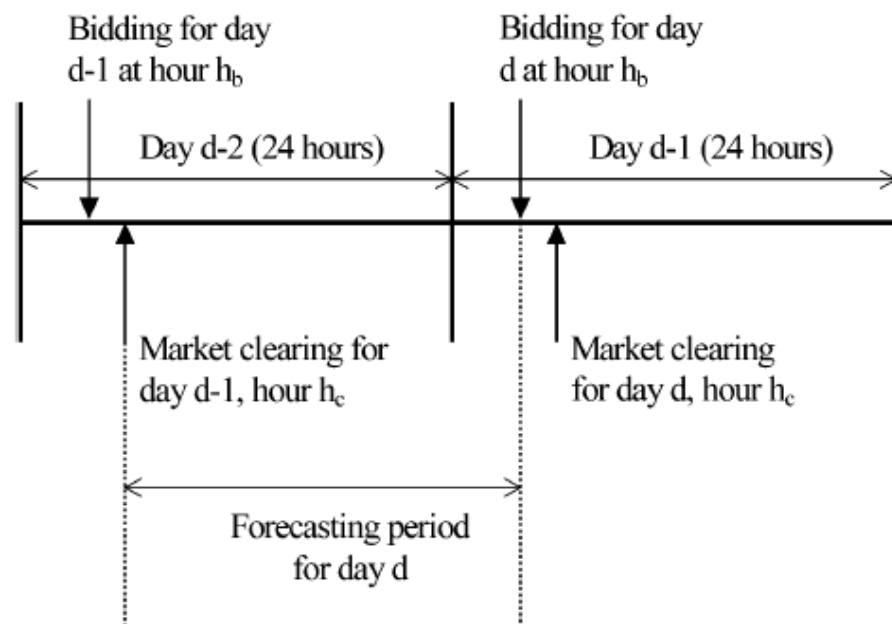 Bidding for day
d-1 at hour h_b
Bidding for day
d at hour h_b
Day d-2 (24 hours)
Day d-1 (24 hours)
Market clearing for
day d-1, hour h_c
Market clearing
for day d, hour h_c
Forecasting period
for day d